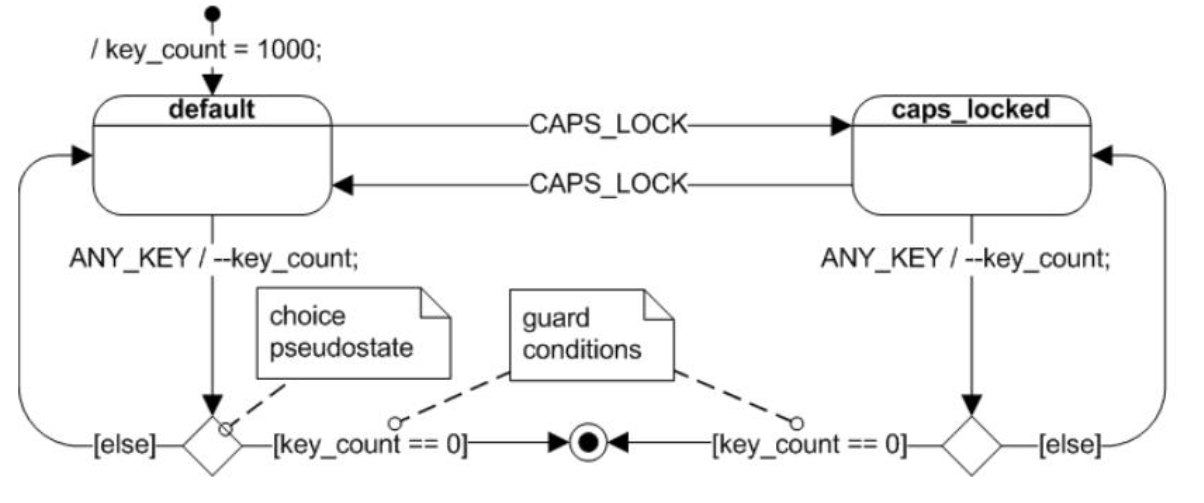 / key_count = 1000;
default
caps_locked
CAPS_LOCK
CAPS_LOCK
ANY_KEY / --key_count;
ANY_KEY / --key_count;
choice
pseudostate
guard
conditions
[else]
[key_count == 0]
[key_count == 0]
[else]